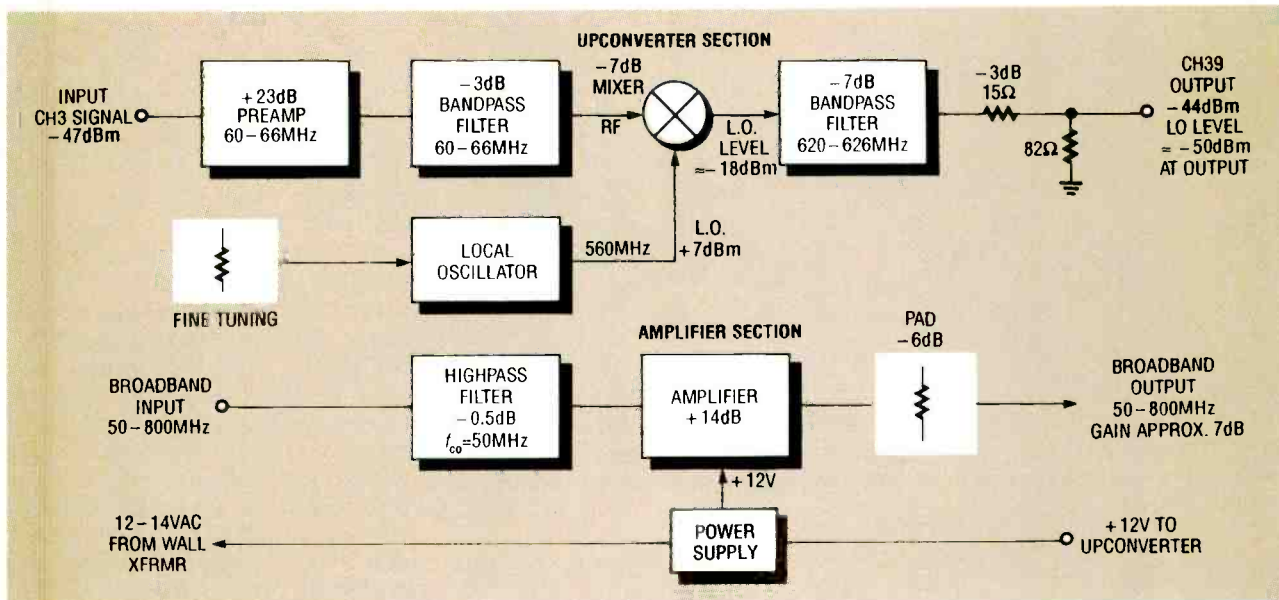 UPCONVERTER SECTION
INPUT
CH3 SIGNAL
−47dBm
+23dB
PREAMP
60−66MHz
−3dB
BANDPASS
FILTER
60−66MHz
−7dB
MIXER
RF
L.O.
LEVEL
≈−18dBm
−7dB
BANDPASS
FILTER
620−626MHz
−3dB
15Ω
82Ω
CH39
OUTPUT
−44dBm
LO LEVEL
≈ −50dBm
AT OUTPUT
FINE TUNING
LOCAL
OSCILLATOR
560MHz
L.O.
+7dBm
AMPLIFIER SECTION
BROADBAND
INPUT
50−800MHz
HIGHPASS
FILTER
−0.5dB
fco=50MHz
AMPLIFIER
+14dB
PAD
−6dB
BROADBAND
OUTPUT
50−800MHz
GAIN APPROX. 7dB
+12V
12−14VAC
FROM WALL
XFRMR
POWER
SUPPLY
+12V TO
UPCONVERTER